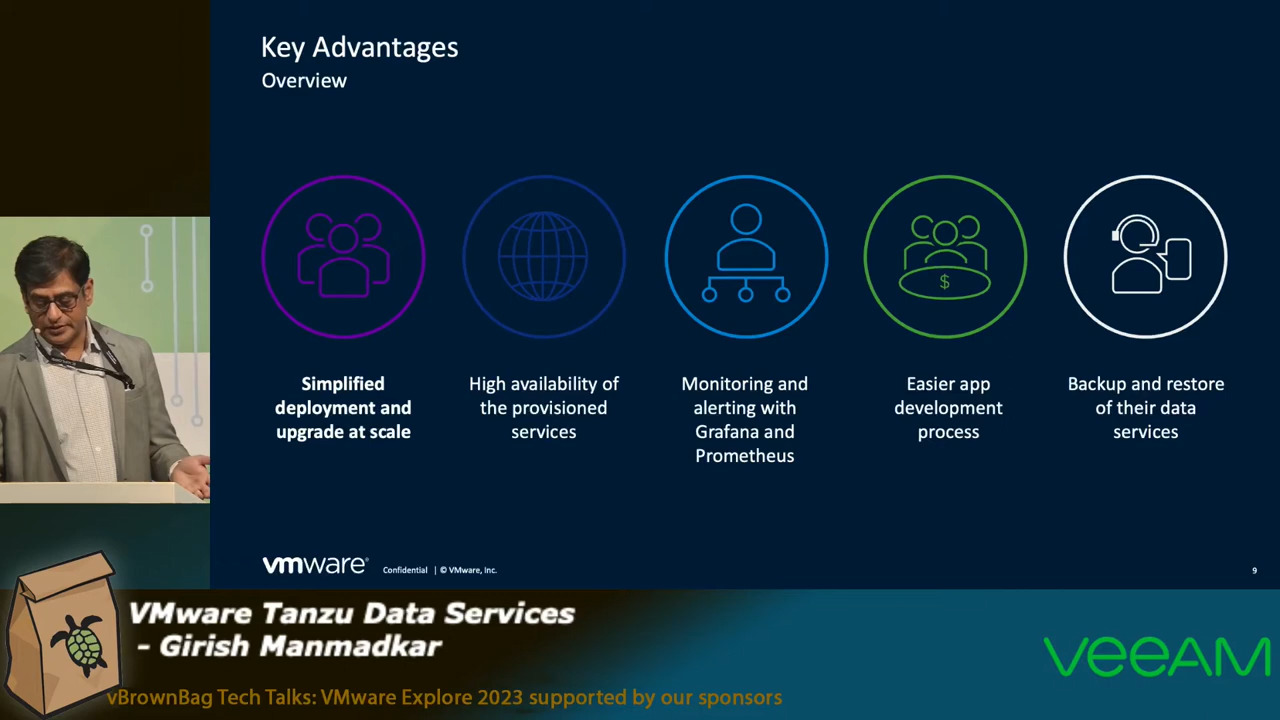 Key Advantages
Overview
$
Simplified
deployment and
upgrade at scale
High availability of
the provisioned
services
Monitoring and
alerting with
Grafana and
Prometheus
Easier app
development
process
Backup and restore
of their data
services
vmware®
Confidential | © VMware, Inc.
9
VMware Tanzu Data Services
- Girish Manmadkar
vBrownBag Tech Talks: VMware Explore 2023 supported by our sponsors
veeAM